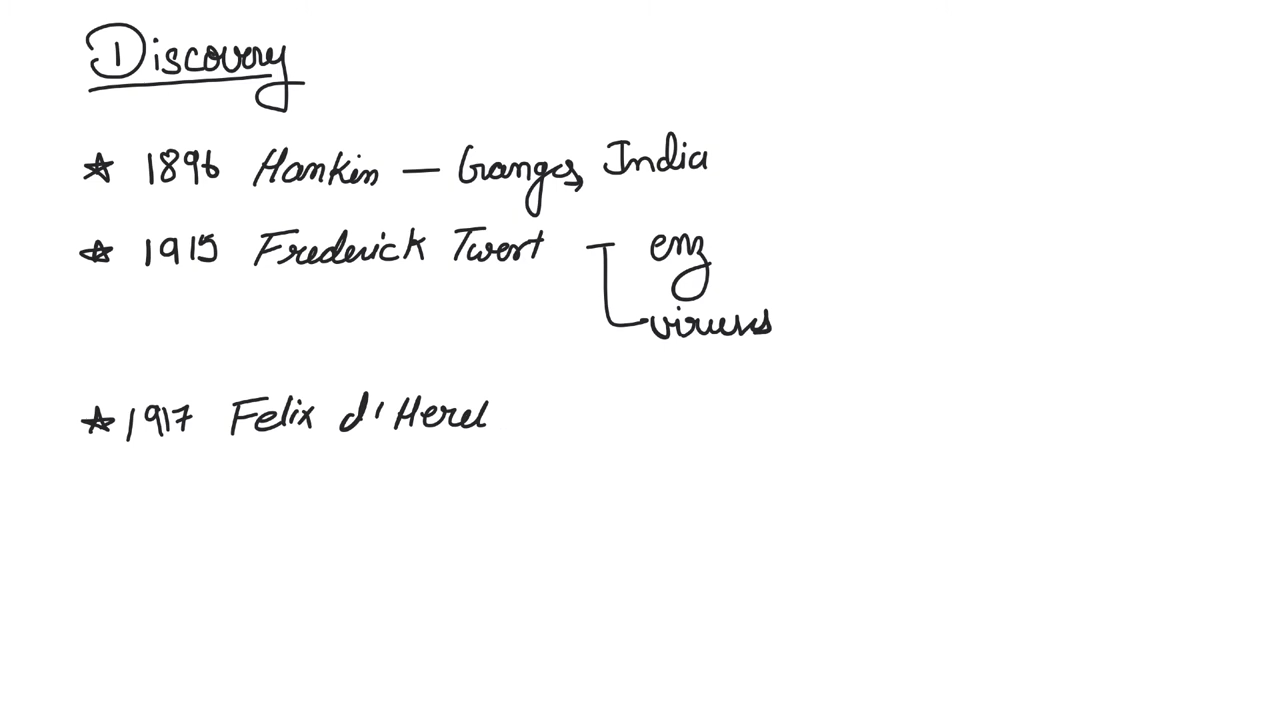 Discovery
★ 1896 Hankin — Ganges, India
★ 1915 Frederick Twort enz
viruses
★ 1917 Felix d'Herel